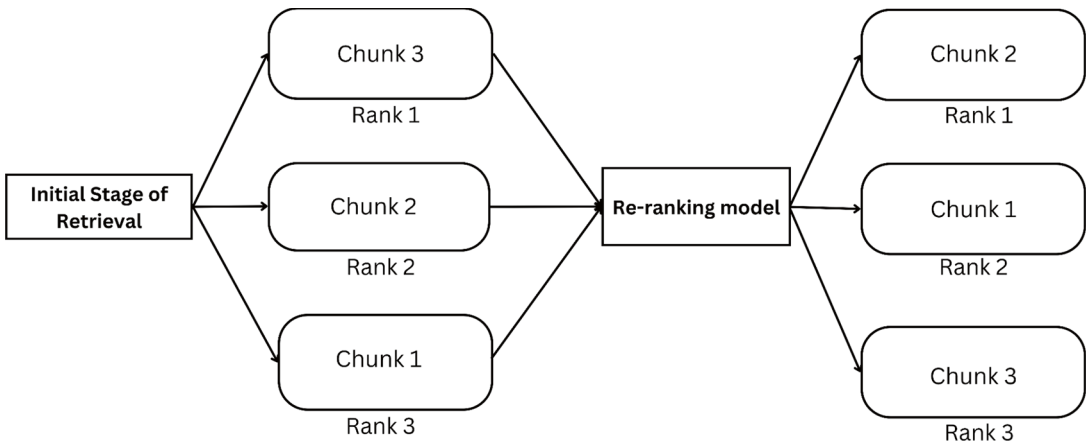 Initial Stage of
Retrieval
Chunk 3
Rank 1
Chunk 2
Rank 2
Chunk 1
Rank 3
Re-ranking model
Chunk 2
Rank 1
Chunk 1
Rank 2
Chunk 3
Rank 3